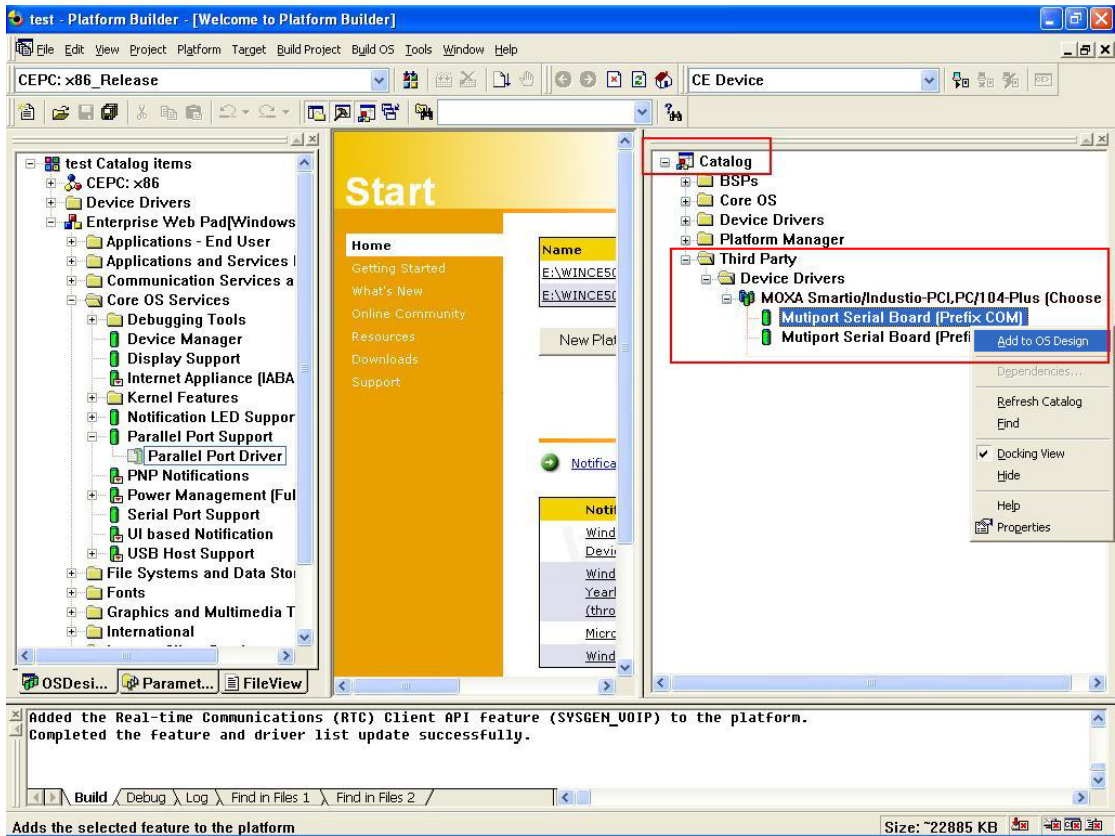 test - Platform Builder - [Welcome to Platform Builder]
File Edit View Project Platform Target Build Project Build OS Tools Window Help
CEPC: x86_Release
CE Device
test Catalog items
CEPC: x86
Device Drivers
Enterprise Web Pad[Windows
Applications - End User
Applications and Services
Communication Services a
Core OS Services
Debugging Tools
Device Manager
Display Support
Internet Appliance (IABA
Kernel Features
Notification LED Suppor
Parallel Port Support
Parallel Port Driver
PNP Notifications
Power Management (Ful
Serial Port Support
UI based Notification
USB Host Support
File Systems and Data Sto
Fonts
Graphics and Multimedia T
International
OSDesi... Paramet... FileView
Start
Home
Getting Started
What's New
Online Community
Resources
Downloads
Support
Name
E:\WINCE50
E:\WINCE50
New Plat
Notifica
Notif
Wind
Devi
Wind
Year
(thro
Micro
Wind
Catalog
BSPs
Core OS
Device Drivers
Platform Manager
Third Party
Device Drivers
MOXA Smartio/Industio-PCI,PC/104-Plus (Choose
Mutiport Serial Board (Prefix COM)
Mutiport Serial Board (Prefi
Add to OS Design
Dependencies...
Refresh Catalog
Find
Docking View
Hide
Help
Properties
Added the Real-time Communications (RTC) Client API feature (SYSGEN_VOIP) to the platform.
Completed the feature and driver list update successfully.
Build Debug Log Find in Files 1 Find in Files 2
Adds the selected feature to the platform
Size: ~22885 KB